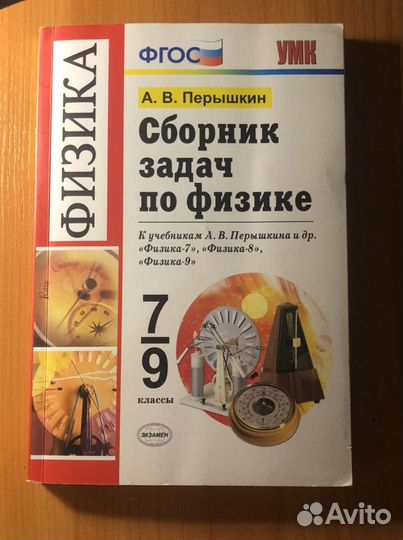 ФГОС
УМК
ФИЗИКА
А. В. Перышкин
Сборник
задач
по физике
К учебникам А. В. Перышкина и др.
«Физика-7», «Физика-8»,
«Физика-9»
7
9
классы
ЭКЗАМЕН
Avito